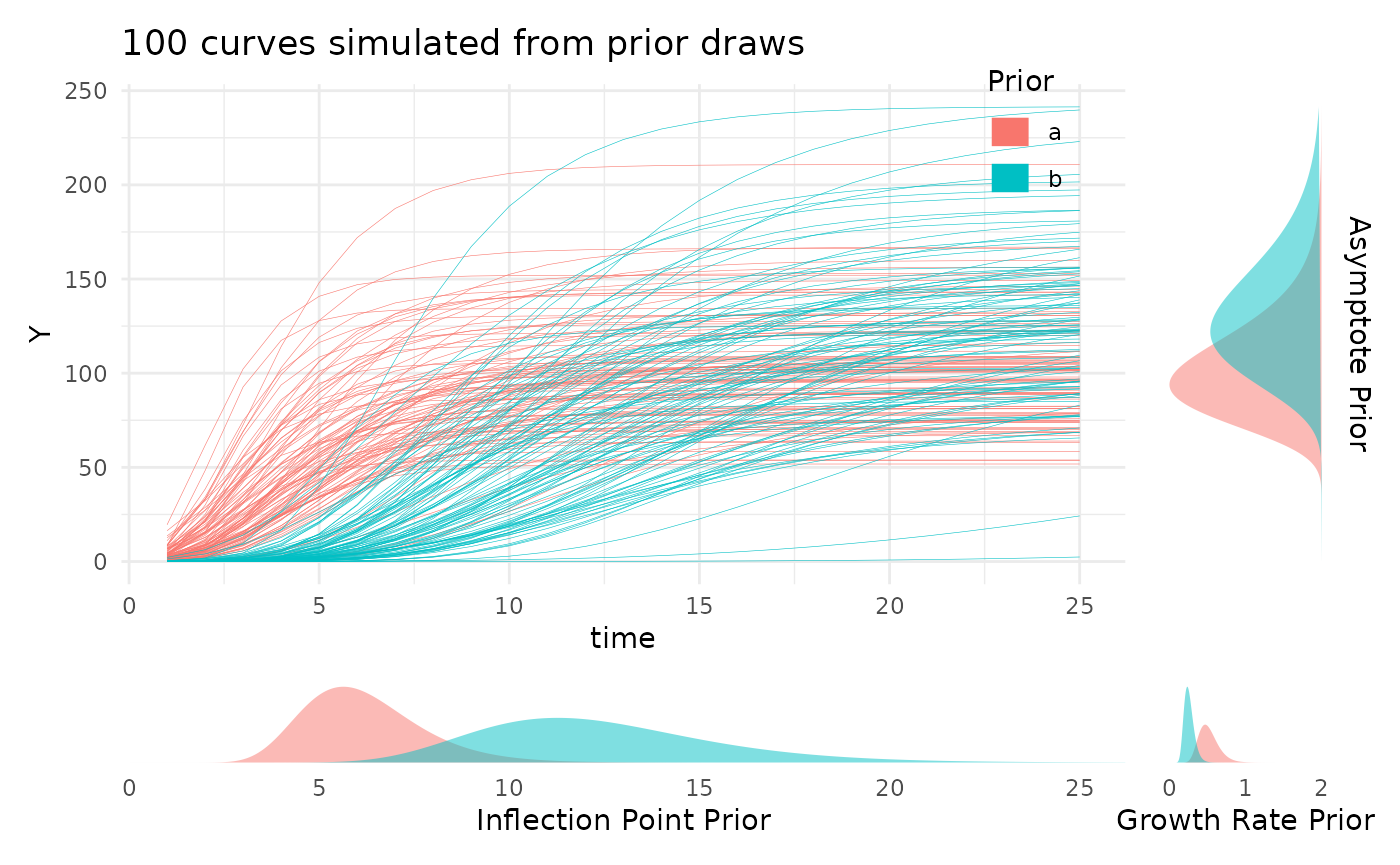 100 curves simulated from prior draws
Prior
a
b
250
200
150
100
50
0
Y
0 5 10 15 20 25
time
Asymptote Prior
0 5 10 15 20 25
Inflection Point Prior
0 1 2
Growth Rate Prior